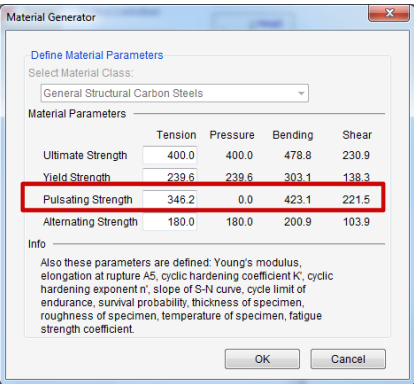 Material Generator
Define Material Parameters
Select Material Class:
General Structural Carbon Steels
Material Parameters
Tension Pressure Bending Shear
Ultimate Strength 400.0 400.0 478.8 230.9
Yield Strength 239.6 239.6 303.1 138.3
Pulsating Strength 346.2 0.0 423.1 221.5
Alternating Strength 180.0 180.0 200.9 103.9
Info
Also these parameters are defined: Young's modulus,
elongation at rupture A5, cyclic hardening coefficient K', cyclic
hardening exponent n', slope of S-N curve, cycle limit of
endurance, survival probability, thickness of specimen,
roughness of specimen, temperature of specimen, fatigue
strength coefficient.
OK Cancel